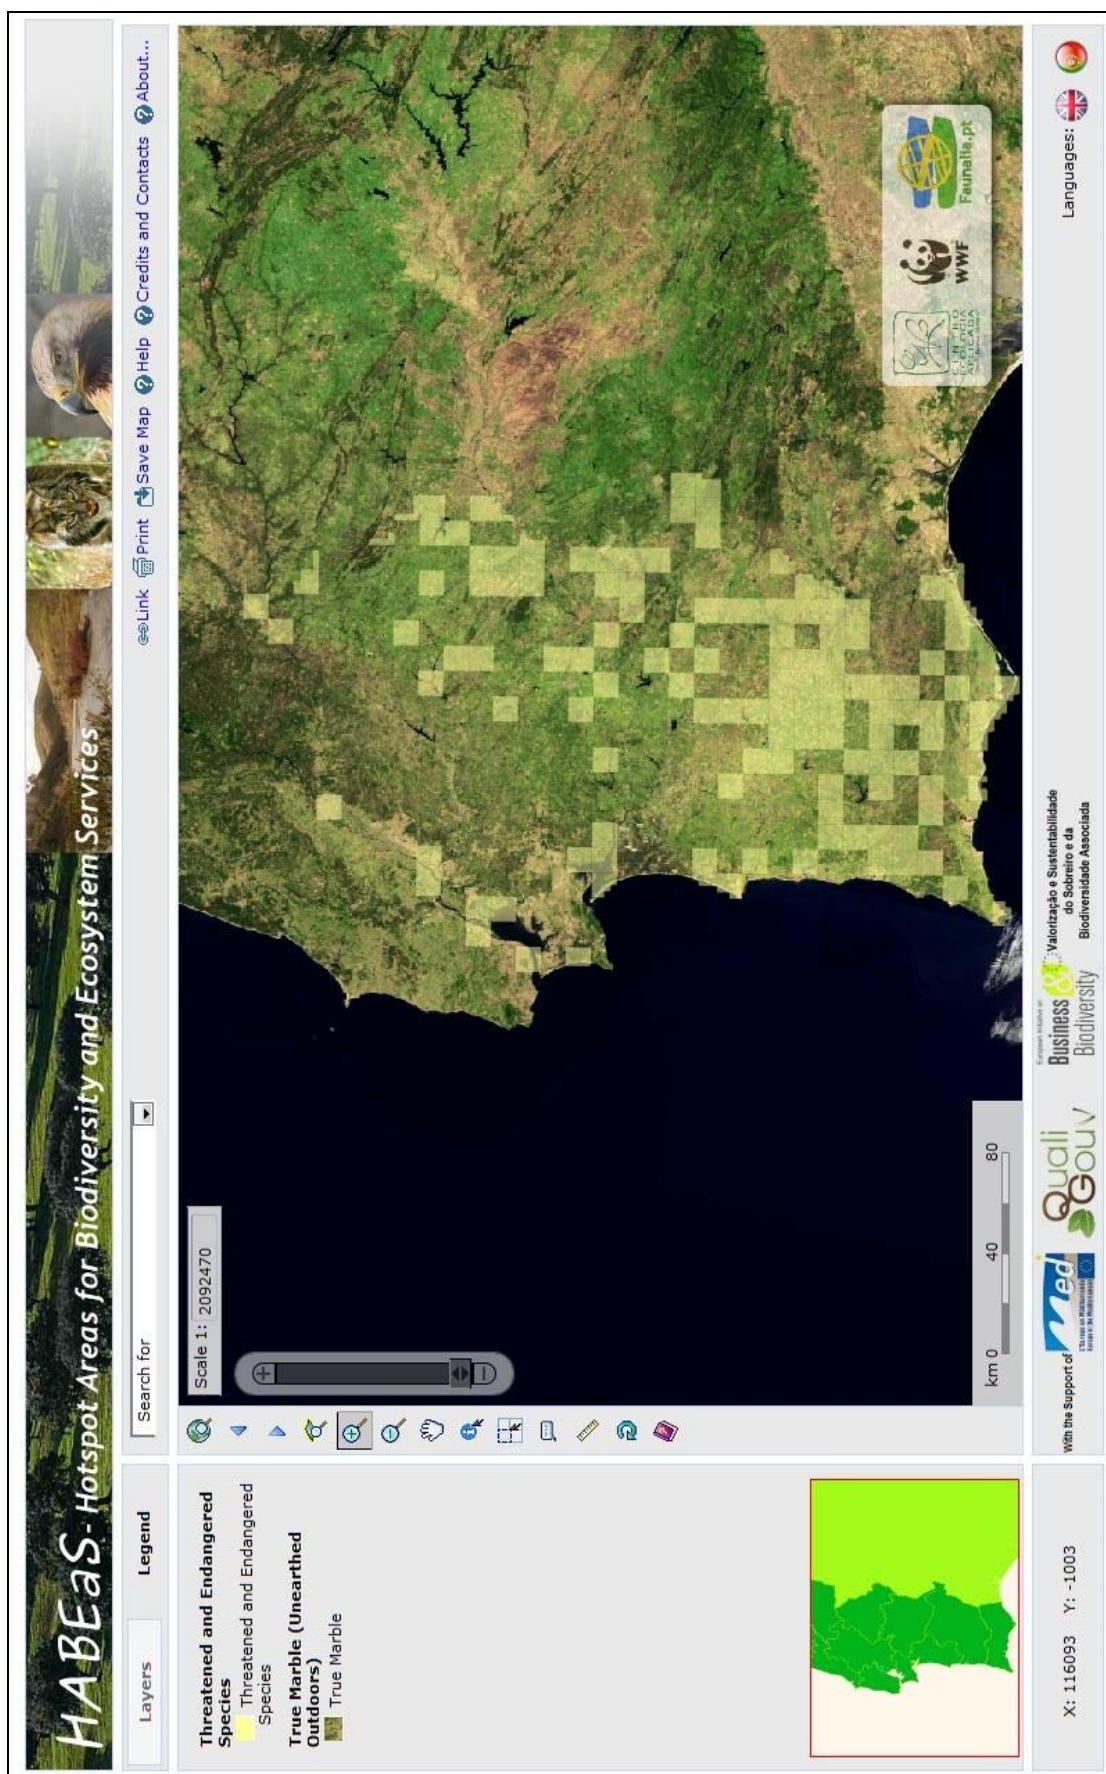 HABEaS- Hotspot Areas for Biodiversity and Ecosystem Services
Layers
Legend
Search for
Link
Print
Save Map
Help
Credits and Contacts
About...
Threatened and Endangered
Species
Threatened and Endangered
Species
True Marble (Unearthed
Outdoors)
True Marble
Scale 1: 2092470
km 0 40 80
CENTRO
ECOLOGIA
APLICADA
WWF
Faunalia.pt
X: 116093 Y: -1003
With the Support of
Med
Quali
Gouv
Business &
Biodiversity
Valorização e Sustentabilidade
do Sobreiro e da
Biodiversidade Associada
Languages: